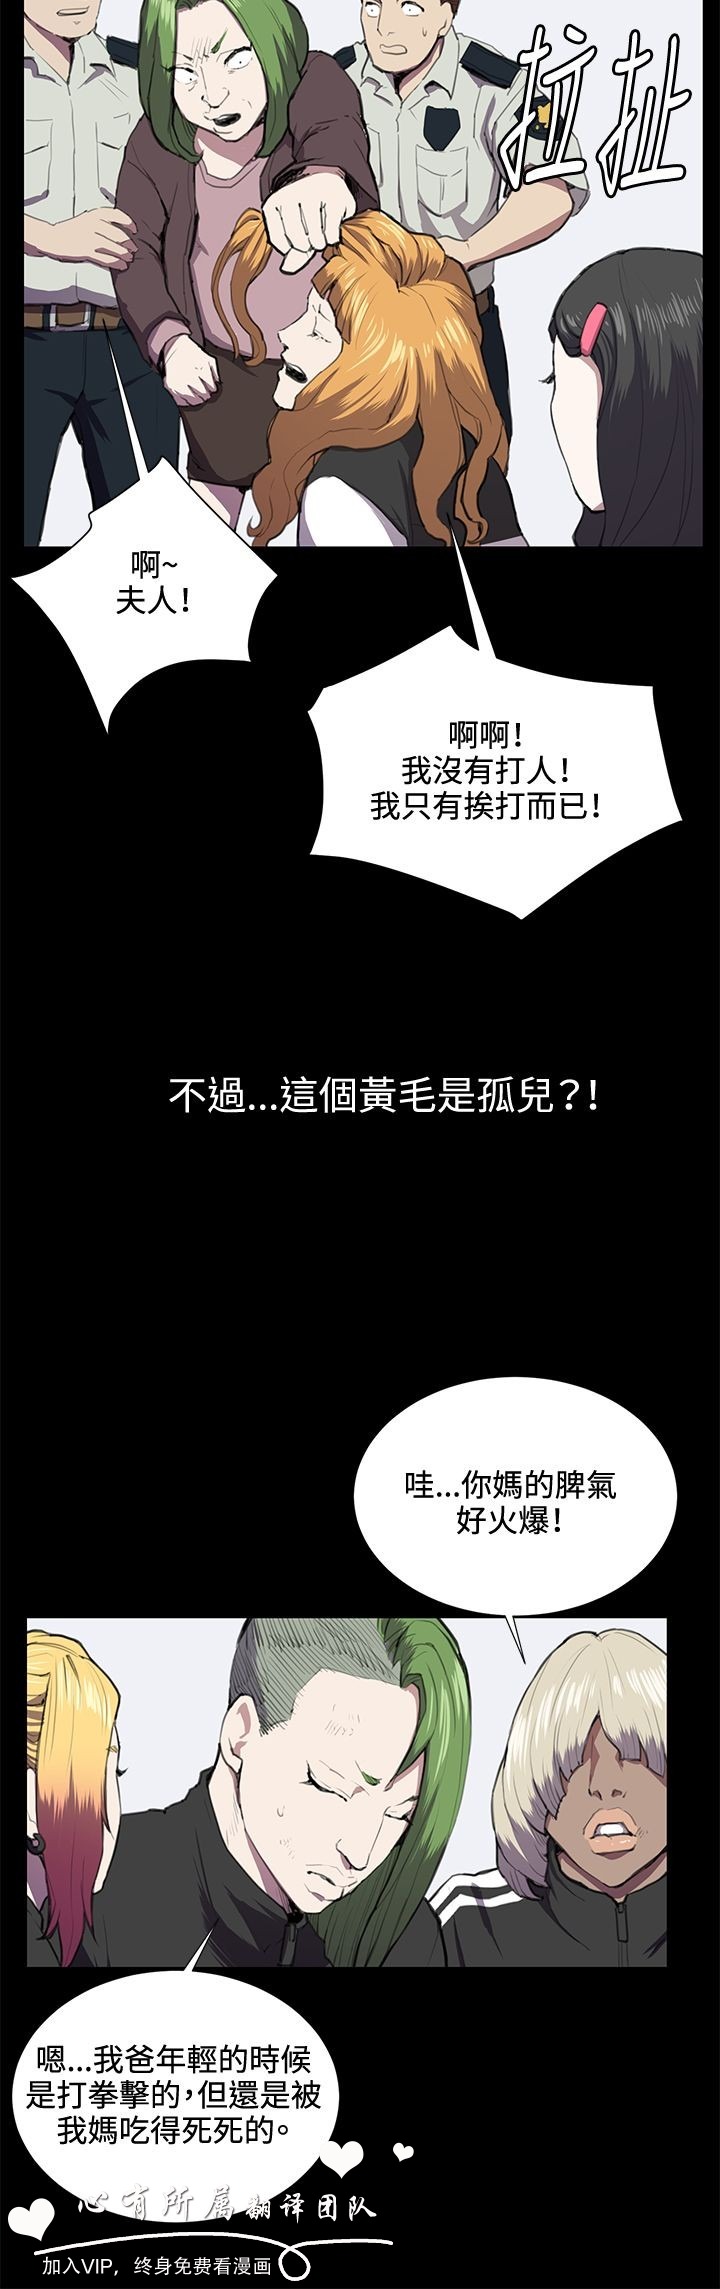 拉扯
啊~
夫人!
啊啊!
我沒有打人!
我只有挨打而已!
不過...這個黃毛是孤兒?!
哇...你媽的脾氣
好火爆!
嗯...我爸年輕的時候
是打拳擊的,但還是被
我媽吃得死死的。
心有所属翻译团队
加入VIP，终身免费看漫画